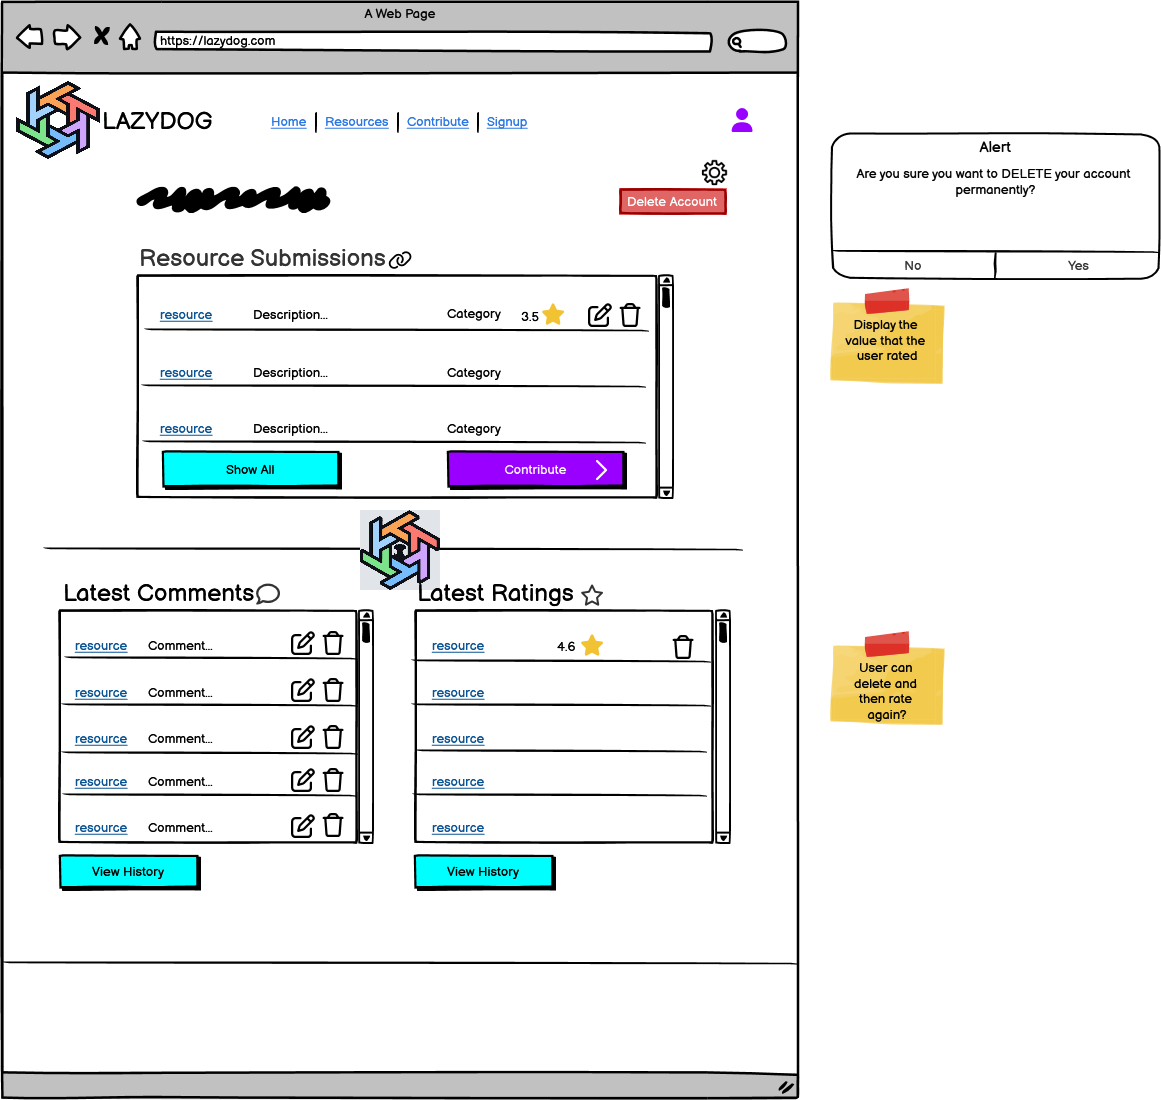 A Web Page
https://lazydog.com
LAZYDOG
Home
Resources
Contribute
Signup
Delete Account
Resource Submissions
resource Description... Category 3.5
resource Description... Category
resource Description... Category
Show All
Contribute
Latest Comments
resource Comment...
resource Comment...
resource Comment...
resource Comment...
resource Comment...
View History
Latest Ratings
resource 4.6
resource
resource
resource
resource
View History
Alert
Are you sure you want to DELETE your account
permanently?
No
Yes
Display the
value that the
user rated
User can
delete and
then rate
again?